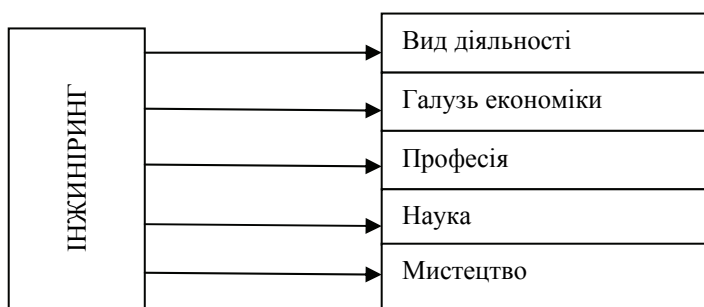 ІНЖИНІРИНГ
Вид діяльності
Галузь економіки
Професія
Наука
Мистецтво